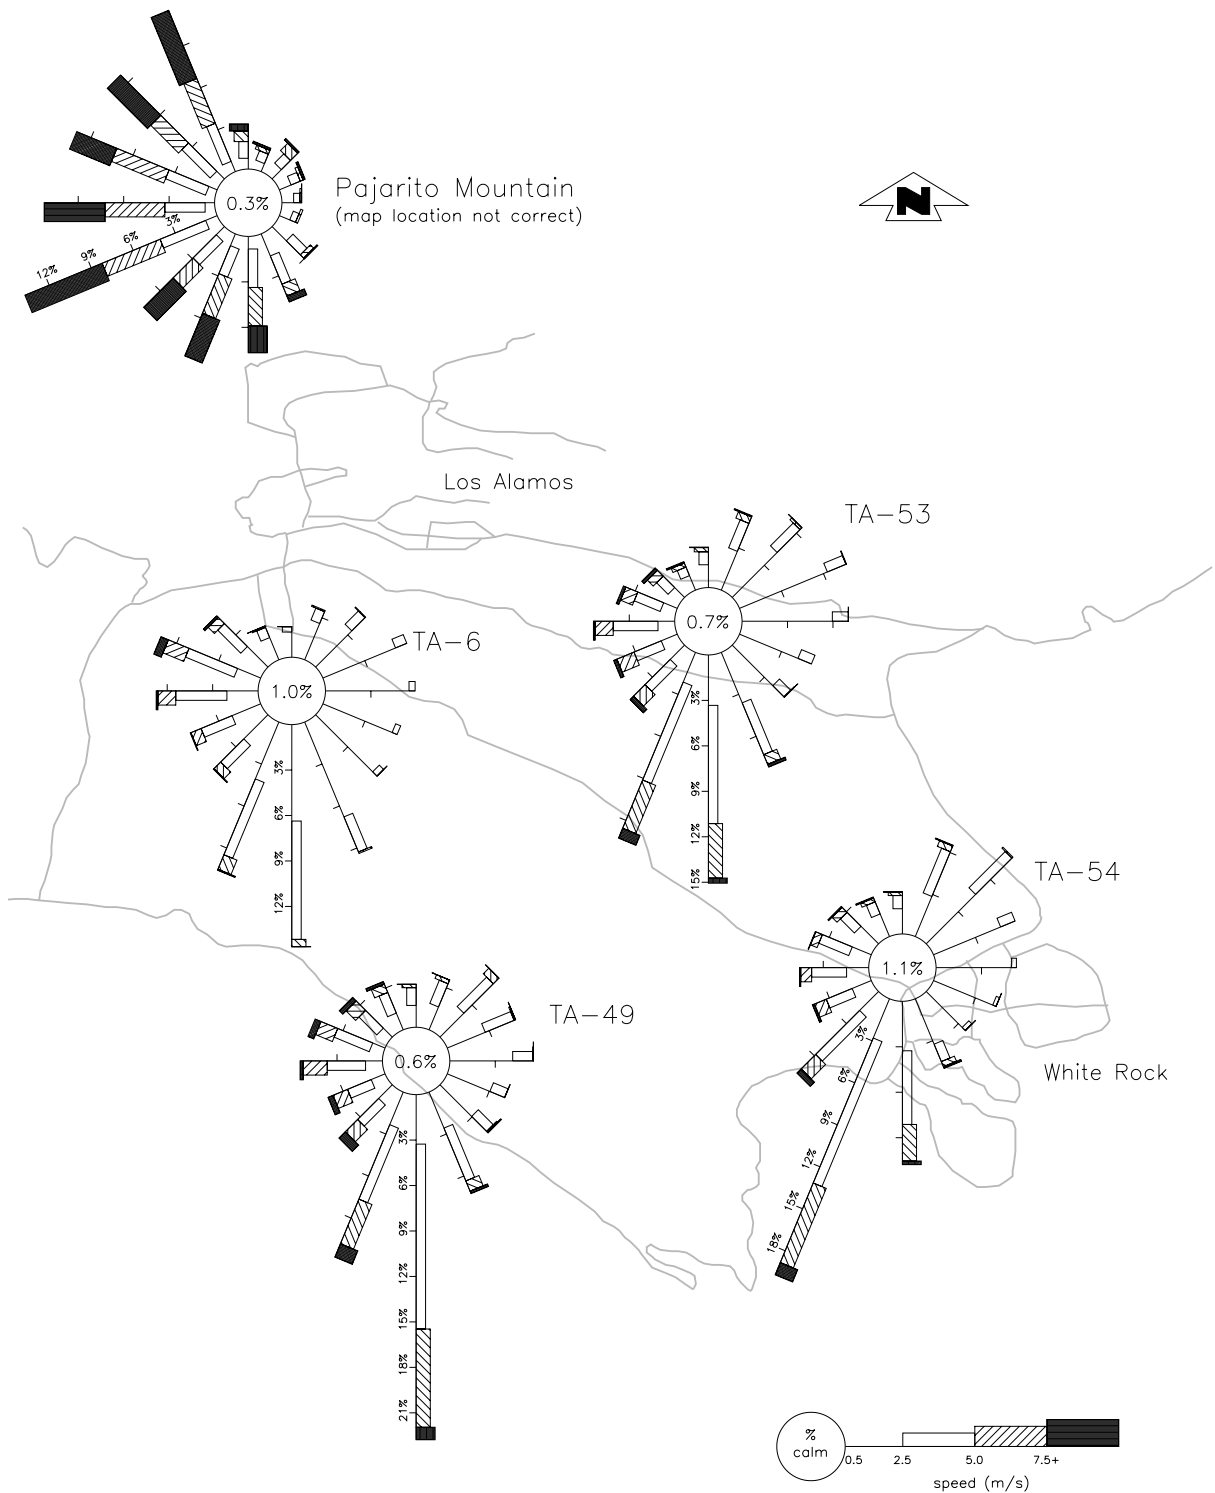 Pajarito Mountain
(map location not correct)
0.3%
3%
6%
9%
12%
N
Los Alamos
TA-53
0.7%
3%
6%
9%
12%
15%
TA-6
1.0%
3%
6%
9%
12%
TA-54
1.1%
3%
6%
9%
12%
15%
18%
TA-49
0.6%
3%
6%
9%
12%
15%
18%
21%
White Rock
%
calm
0.5 2.5 5.0 7.5+
speed (m/s)